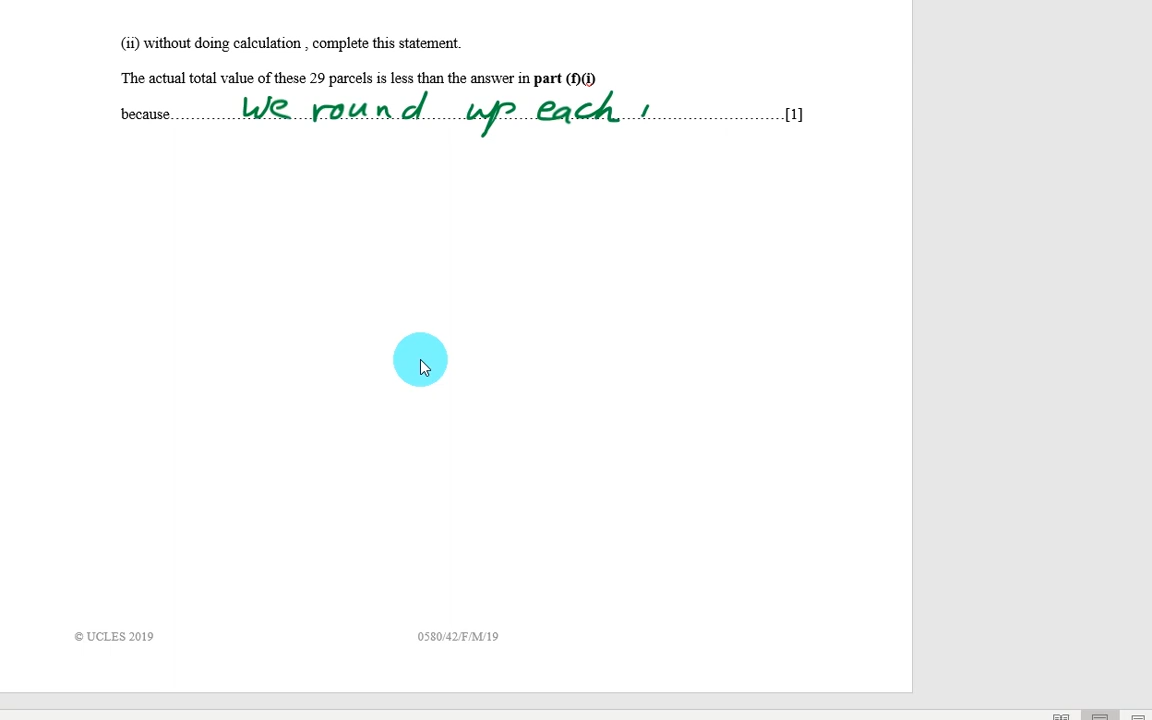 (ii) without doing calculation , complete this statement.
The actual total value of these 29 parcels is less than the answer in part (f)(i)
because.............we round up each..............................[1]
© UCLES 2019
0580/42/F/M/19